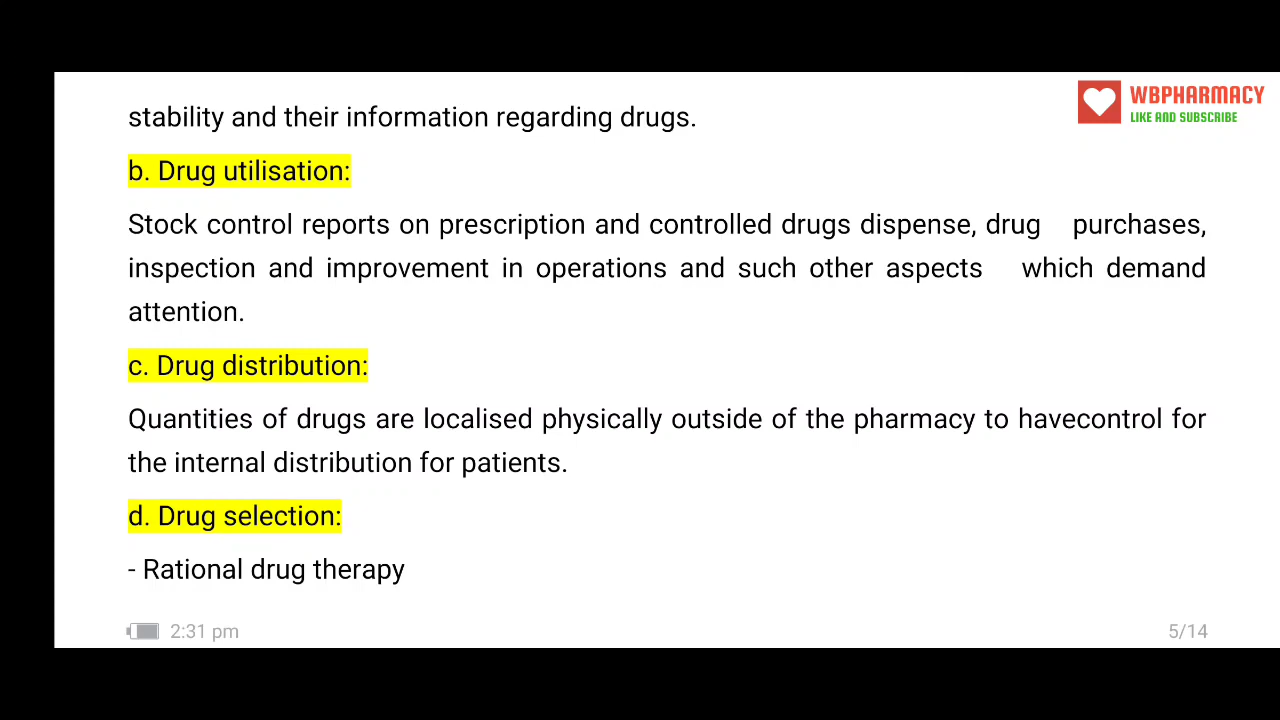 WBPHARMACY
LIKE AND SUBSCRIBE
stability and their information regarding drugs.
b. Drug utilisation:
Stock control reports on prescription and controlled drugs dispense, drug purchases,
inspection and improvement in operations and such other aspects which demand
attention.
c. Drug distribution:
Quantities of drugs are localised physically outside of the pharmacy to havecontrol for
the internal distribution for patients.
d. Drug selection:
- Rational drug therapy
2:31 pm
5/14